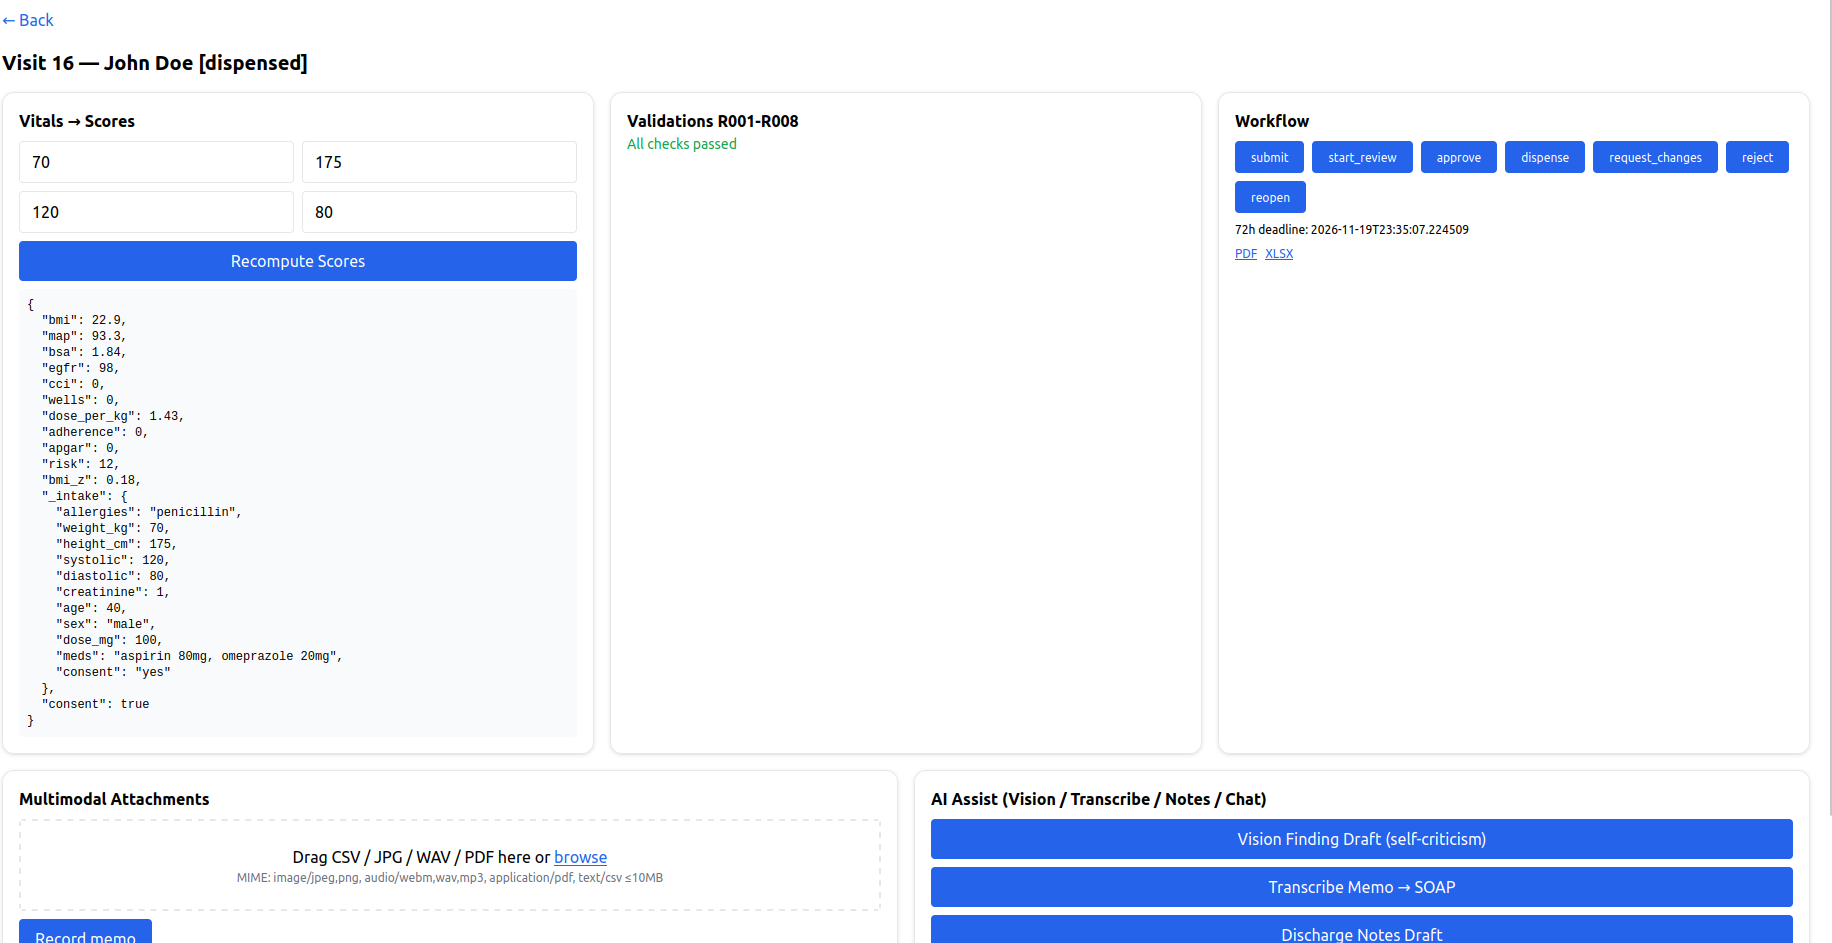 ← Back
Visit 16 — John Doe [dispensed]
Vitals → Scores
70
175
120
80
Recompute Scores
{
  "bmi": 22.9,
  "map": 93.3,
  "bsa": 1.84,
  "egfr": 98,
  "cci": 0,
  "wells": 0,
  "dose_per_kg": 1.43,
  "adherence": 0,
  "apgar": 0,
  "risk": 12,
  "bmi_z": 0.18,
  "_intake": {
    "allergies": "penicillin",
    "weight_kg": 70,
    "height_cm": 175,
    "systolic": 120,
    "diastolic": 80,
    "creatinine": 1,
    "age": 40,
    "sex": "male",
    "dose_mg": 100,
    "meds": "aspirin 80mg, omeprazole 20mg",
    "consent": "yes"
  },
  "consent": true
}
Validations R001-R008
All checks passed
Workflow
submit
start_review
approve
dispense
request_changes
reject
reopen
72h deadline: 2026-11-19T23:35:07.224509
PDF XLSX
Multimodal Attachments
Drag CSV / JPG / WAV / PDF here or browse
MIME: image/jpeg,png, audio/webm,wav,mp3, application/pdf, text/csv ≤10MB
Record memo
AI Assist (Vision / Transcribe / Notes / Chat)
Vision Finding Draft (self-criticism)
Transcribe Memo → SOAP
Discharge Notes Draft